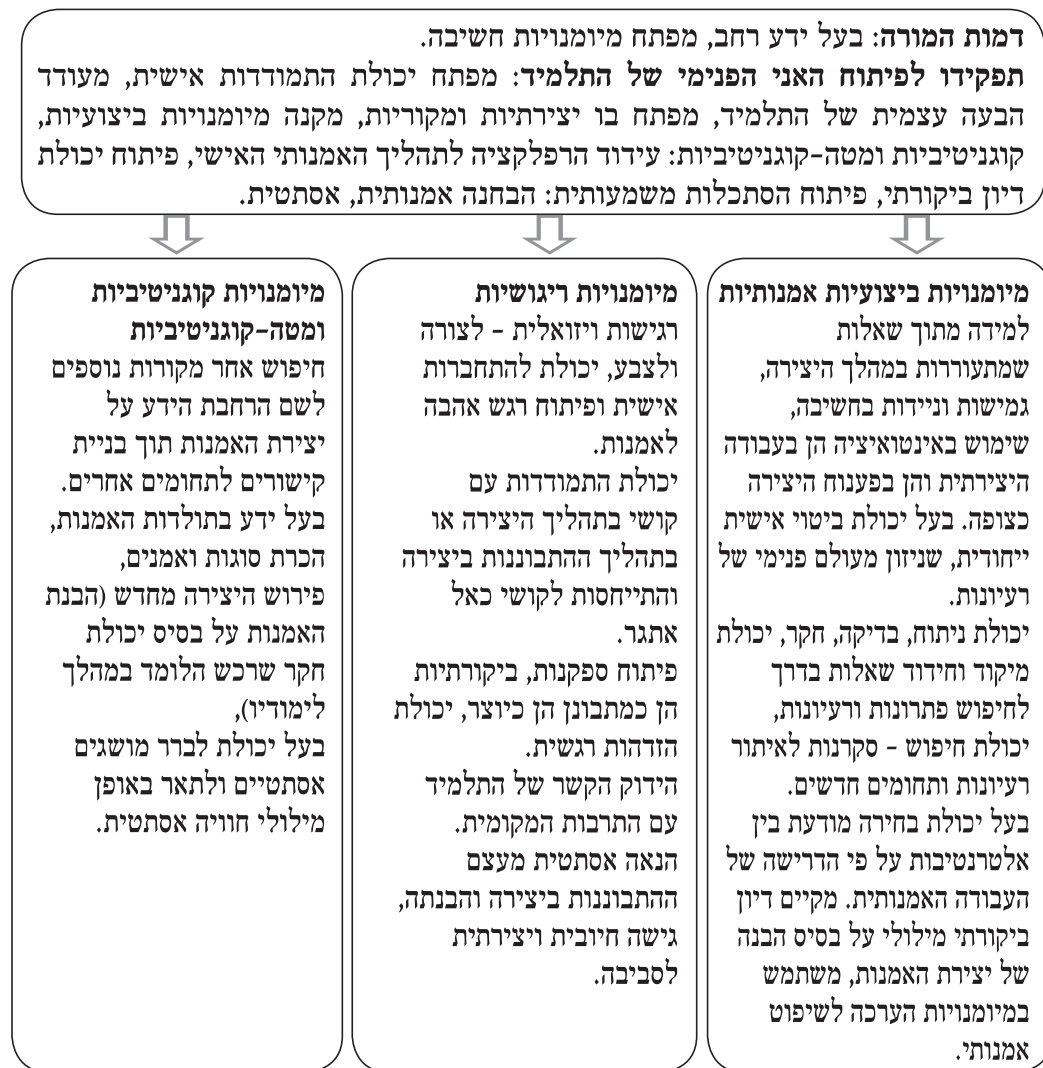 דמות המורה: בעל ידע רחב, מפתח מיומנויות חשיבה.
תפקידו לפיתוח האני הפנימי של התלמיד: מפתח יכולת התמודדות אישית, מעודד
הבעה עצמית של התלמיד, מפתח בו יצירתיות ומקוריות, מקנה מיומנויות ביצועיות,
קוגניטיביות ומטה-קוגניטיביות: עידוד הרפלקציה לתהליך האמנותי האישי, פיתוח יכולת
דיון ביקורתי, פיתוח הסתכלות משמעותית: הבחנה אמנותית, אסתטית.
מיומנויות ביצועיות אמנותיות
למידה מתוך שאלות
שמתעוררות במהלך היצירה,
גמישות וניידות בחשיבה,
שימוש באינטואיציה הן בעבודה
היצירתית והן בפענוח היצירה
כצופה. בעל יכולת ביטוי אישית
ייחודית, שניזון מעולם פנימי של
רעיונות.
יכולת ניתוח, בדיקה, חקר, יכולת
מיקוד וחידוד שאלות בדרך
לחיפוש פתרונות ורעיונות,
יכולת חיפוש – סקרנות לאיתור
רעיונות ותחומים חדשים.
בעל יכולת בחירה מודעת בין
אלטרנטיבות על פי הדרישה של
העבודה האמנותית. מקיים דיון
ביקורתי מילולי על בסיס הבנה
של יצירת האמנות, משתמש
במיומנויות הערכה לשיפוט
אמנותי.
מיומנויות ריגושיות
רגישות ויזואלית – לצורה
ולצבע, יכולת להתחברות
אישית ופיתוח רגש אהבה
לאמנות.
יכולת התמודדות עם
קושי בתהליך היצירה או
בתהליך ההתבוננות ביצירה
והתייחסות לקושי כאל
אתגר.
פיתוח ספקנות, ביקורתיות
הן כמתבונן הן כיוצר, יכולת
הזדהות רגשית.
הידוק הקשר של התלמיד
עם התרבות המקומית.
הנאה אסתטית מעצם
ההתבוננות ביצירה והבנתה,
גישה חיובית ויצירתית
לסביבה.
מיומנויות קוגניטיביות
ומטה-קוגניטיביות
חיפוש אחר מקורות נוספים
לשם הרחבת הידע על
יצירת האמנות תוך בניית
קישורים לתחומים אחרים.
בעל ידע בתולדות האמנות,
הכרת סוגות ואמנים,
פירוש היצירה מחדש (הבנת
האמנות על בסיס יכולת
חקר שרכש הלומד במהלך
לימודיו),
בעל יכולת לברר מושגים
אסתטיים ולתאר באופן
מילולי חוויה אסתטית.